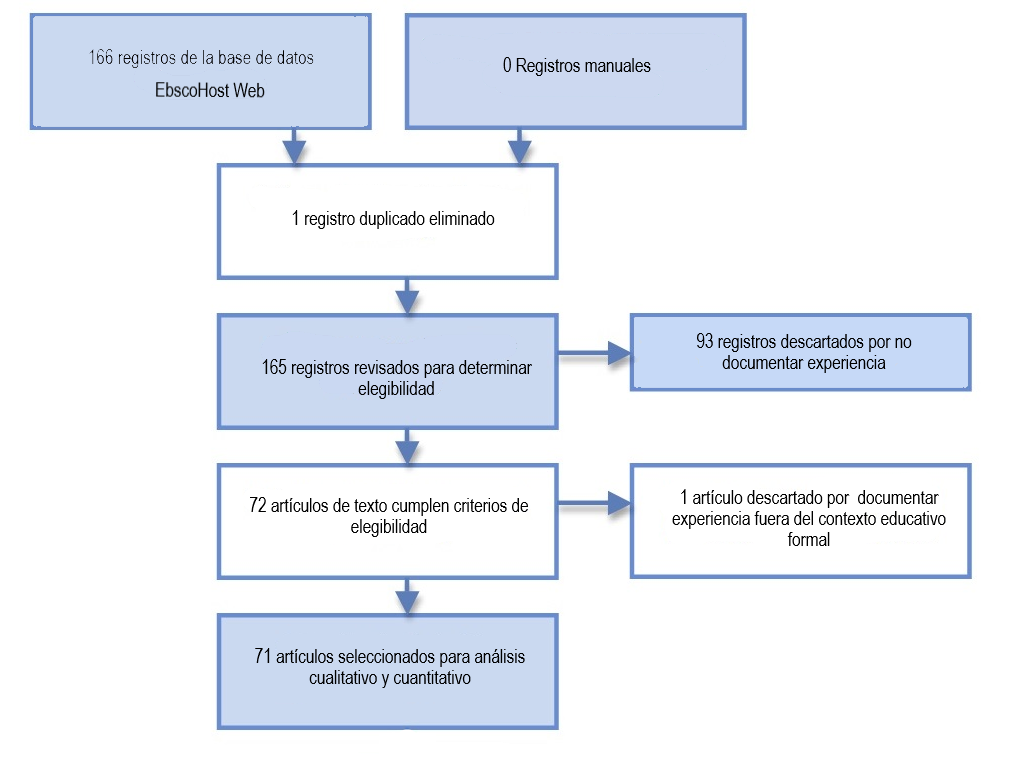 166 registros de la base de datos
EbscoHost Web
0 Registros manuales
1 registro duplicado eliminado
165 registros revisados para determinar
elegibilidad
93 registros descartados por no
documentar experiencia
72 artículos de texto cumplen criterios de
elegibilidad
1 artículo descartado por documentar
experiencia fuera del contexto educativo
formal
71 artículos seleccionados para análisis
cualitativo y cuantitativo